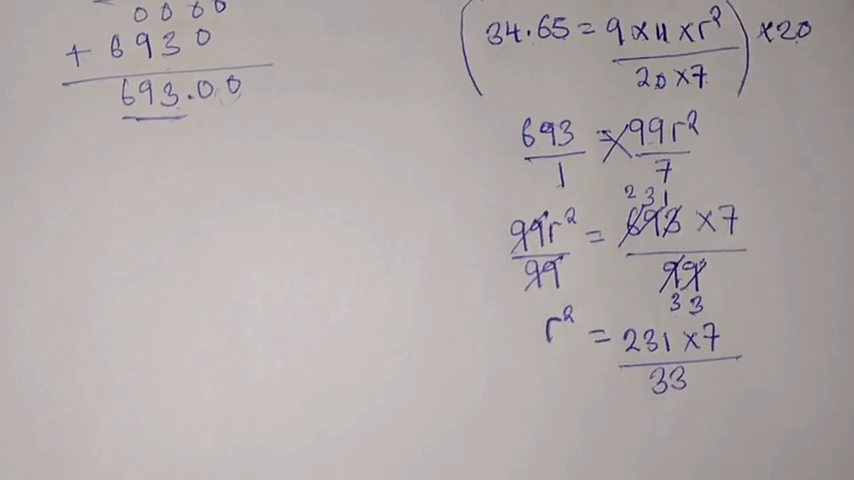 0000
+ 6930
693.00
(34.65 = 9 × 11 × r² / 20 × 7) × 20
693 / 1 = 99r² / 7
99r² / 99 = 231 693 × 7 / 99 33
r² = 231 × 7 / 33